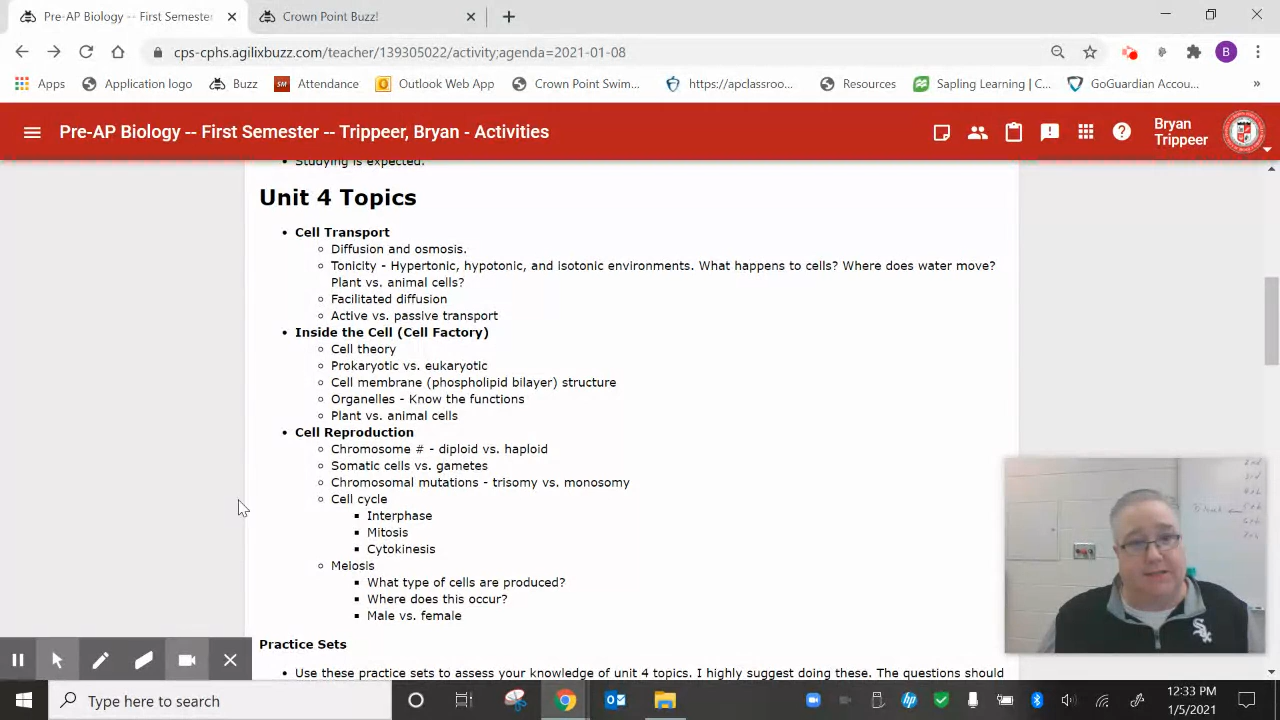 Pre-AP Biology -- First Semester
Crown Point Buzz!
cps-cphs.agilixbuzz.com/teacher/139305022/activity;agenda=2021-01-08
B
Apps
Application logo
Buzz
SM Attendance
Outlook Web App
Crown Point Swim...
https://apclassroo...
Resources
Sapling Learning | C...
GoGuardian Accou...
»
Pre-AP Biology -- First Semester -- Trippeer, Bryan - Activities
Bryan
Trippeer
• Studying is expected.
Unit 4 Topics
• Cell Transport
◦ Diffusion and osmosis.
◦ Tonicity - Hypertonic, hypotonic, and isotonic environments. What happens to cells? Where does water move?
Plant vs. animal cells?
◦ Facilitated diffusion
◦ Active vs. passive transport
• Inside the Cell (Cell Factory)
◦ Cell theory
◦ Prokaryotic vs. eukaryotic
◦ Cell membrane (phospholipid bilayer) structure
◦ Organelles - Know the functions
◦ Plant vs. animal cells
• Cell Reproduction
◦ Chromosome # - diploid vs. haploid
◦ Somatic cells vs. gametes
◦ Chromosomal mutations - trisomy vs. monosomy
◦ Cell cycle
▪ Interphase
▪ Mitosis
▪ Cytokinesis
◦ Meiosis
▪ What type of cells are produced?
▪ Where does this occur?
▪ Male vs. female
Practice Sets
• Use these practice sets to assess your knowledge of unit 4 topics. I highly suggest doing these. The questions should
Type here to search
12:33 PM
1/5/2021